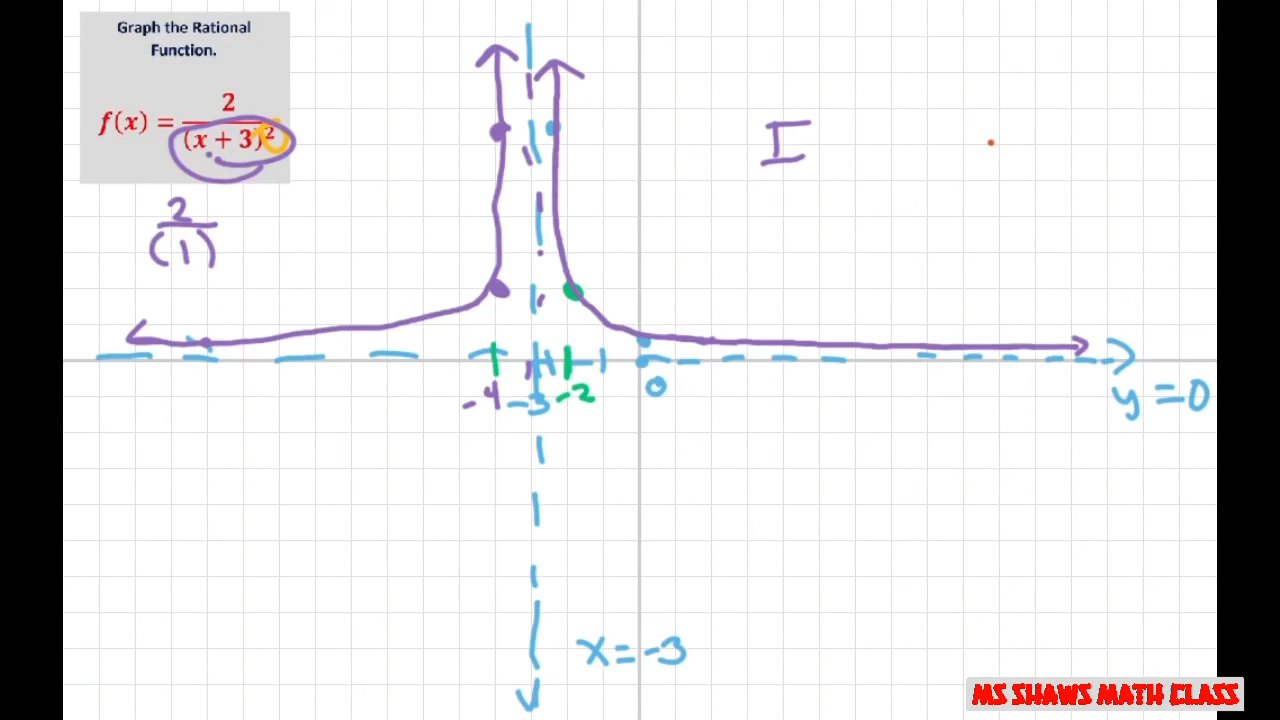 Graph the Rational
Function.
f(x) = 2/(x + 3)²
2/(1)
I
-4 -3 -2 -1 0
y = 0
x = -3
MS SHAWS MATH CLASS